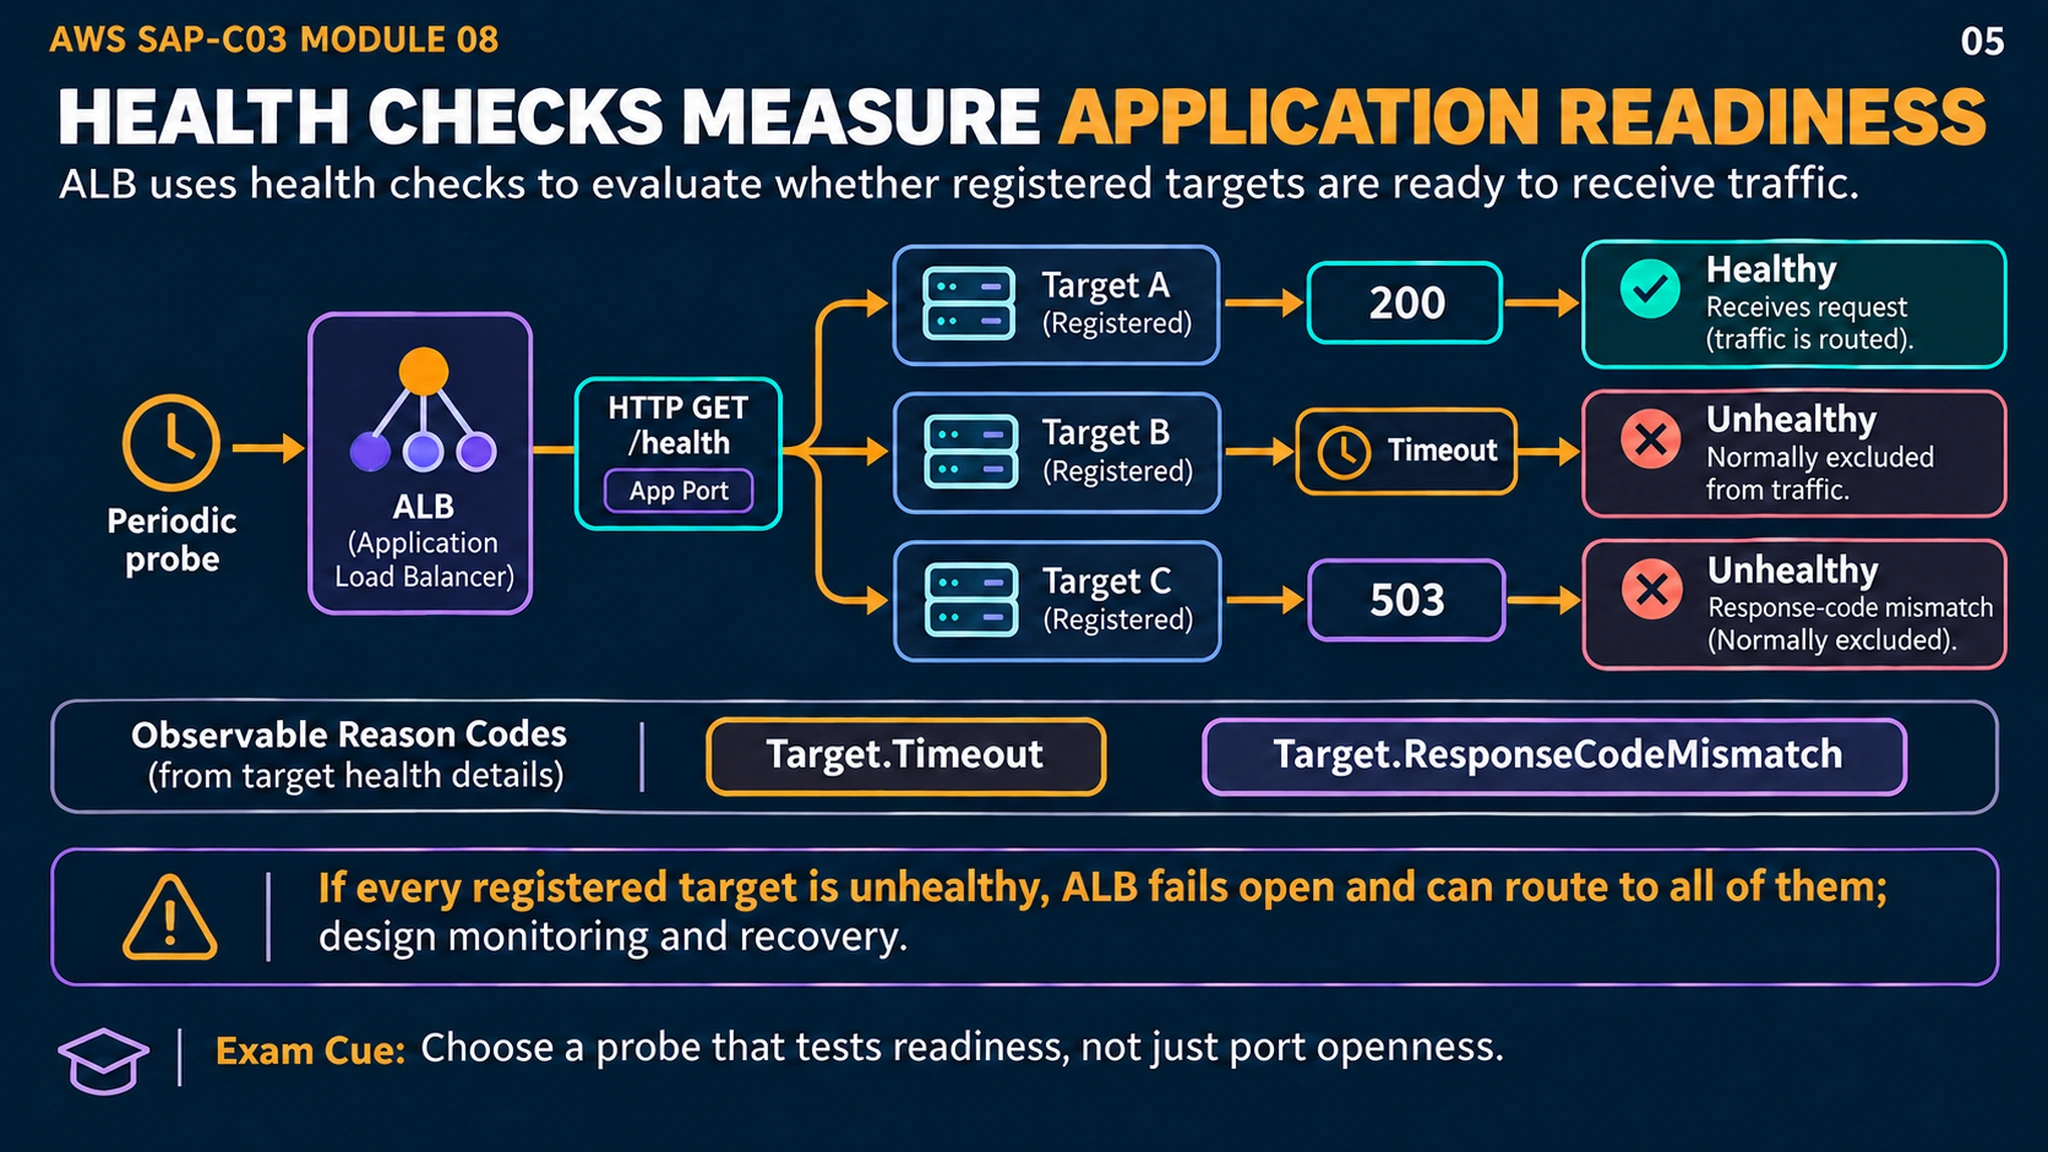 AWS SAP-C03 MODULE 08
05
HEALTH CHECKS MEASURE APPLICATION READINESS
ALB uses health checks to evaluate whether registered targets are ready to receive traffic.
Periodic
probe
ALB
(Application
Load Balancer)
HTTP GET
/health
App Port
Target A
(Registered)
200
Healthy
Receives request
(traffic is routed).
Target B
(Registered)
Timeout
Unhealthy
Normally excluded
from traffic.
Target C
(Registered)
503
Unhealthy
Response-code mismatch
(Normally excluded).
Observable Reason Codes
(from target health details)
Target.Timeout
Target.ResponseCodeMismatch
If every registered target is unhealthy, ALB fails open and can route to all of them;
design monitoring and recovery.
Exam Cue: Choose a probe that tests readiness, not just port openness.